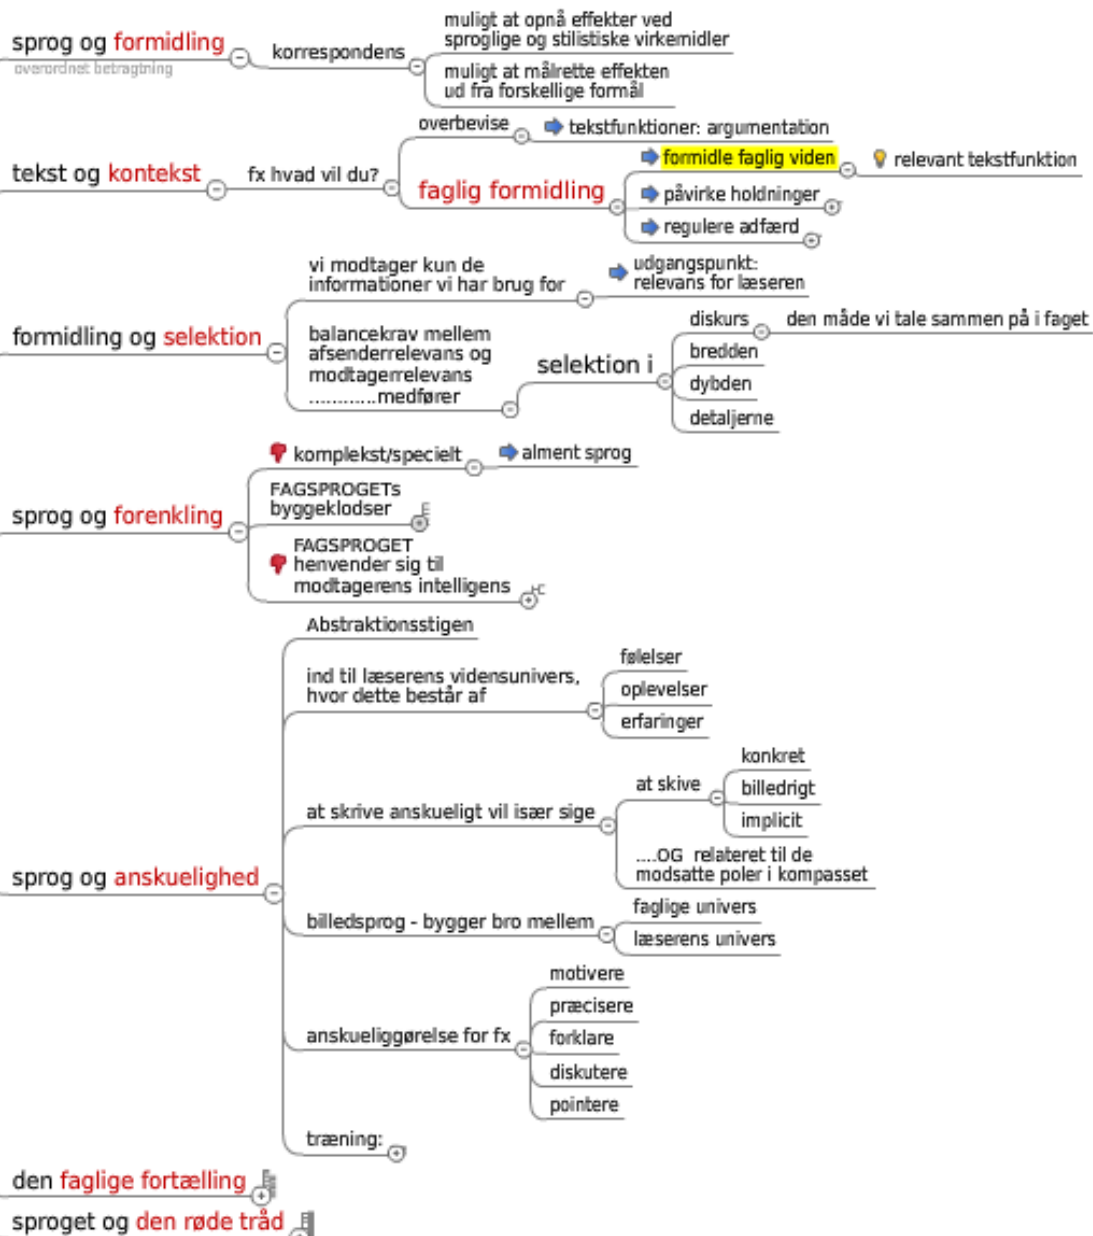 sprog og formidling
overordnet betragtning
korrespondens
muligt at opnå effekter ved
sproglige og stilistiske virkemidler
muligt at målrette effekten
ud fra forskellige formål
tekst og kontekst
fx hvad vil du?
overbevise
tekstfunktioner: argumentation
faglig formidling
formidle faglig viden
relevant tekstfunktion
påvirke holdninger
regulere adfærd
formidling og selektion
vi modtager kun de
informationer vi har brug for
udgangspunkt:
relevans for læseren
balancekrav mellem
afsenderrelevans og
modtagerrelevans
............medfører
selektion i
diskurs
den måde vi tale sammen på i faget
bredden
dybden
detaljerne
sprog og forenkling
komplekst/specielt
alment sprog
FAGSPROGETs
byggeklodser
FAGSPROGET
henvender sig til
modtagerens intelligens
sprog og anskuelighed
Abstraktionsstigen
ind til læserens vidensunivers,
hvor dette består af
følelser
oplevelser
erfaringer
at skrive anskueligt vil især sige
at skive
konkret
billedrigt
implicit
....OG relateret til de
modsatte poler i kompasset
billedsprog - bygger bro mellem
faglige univers
læserens univers
anskueliggørelse for fx
motivere
præcisere
forklare
diskutere
pointere
træning:
den faglige fortælling
sproget og den røde tråd